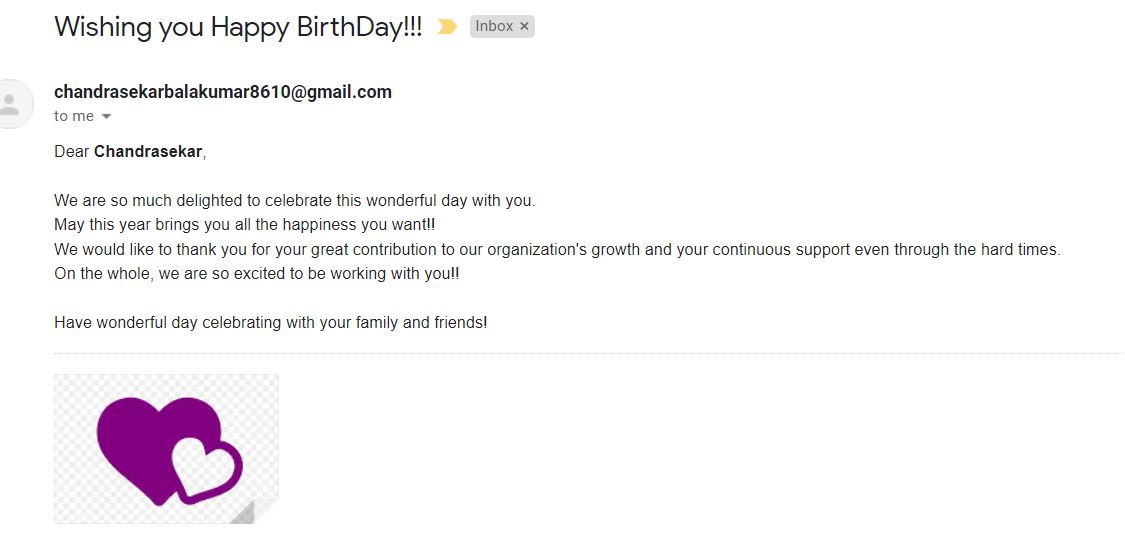 Wishing you Happy BirthDay!!! Inbox ×
chandrasekarbalakumar8610@gmail.com
to me
Dear Chandrasekar,
We are so much delighted to celebrate this wonderful day with you.
May this year brings you all the happiness you want!!
We would like to thank you for your great contribution to our organization's growth and your continuous support even through the hard times.
On the whole, we are so excited to be working with you!!
Have wonderful day celebrating with your family and friends!